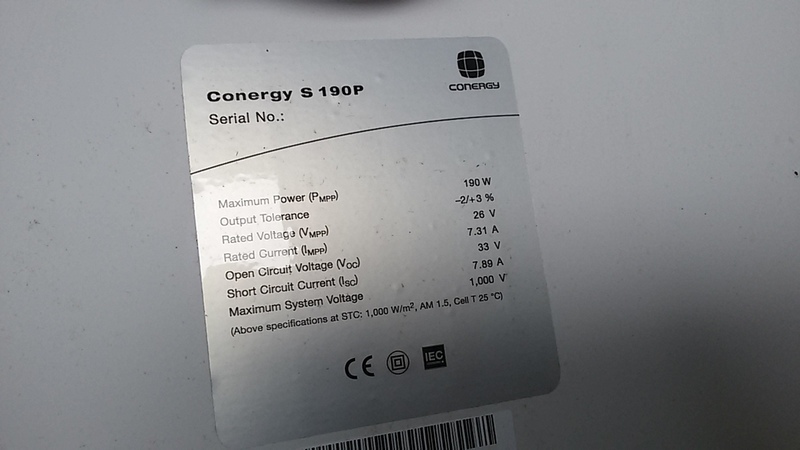 CONERGY
Conergy S 190P
Serial No.:
Maximum Power (PMPP) 190 W
Output Tolerance -2/+3 %
Rated Voltage (VMPP) 26 V
Rated Current (IMPP) 7.31 A
Open Circuit Voltage (VOC) 33 V
Short Circuit Current (ISC) 7.89 A
Maximum System Voltage 1,000 V
(Above specifications at STC: 1,000 W/m², AM 1.5, Cell T 25 °C)
CE IEC